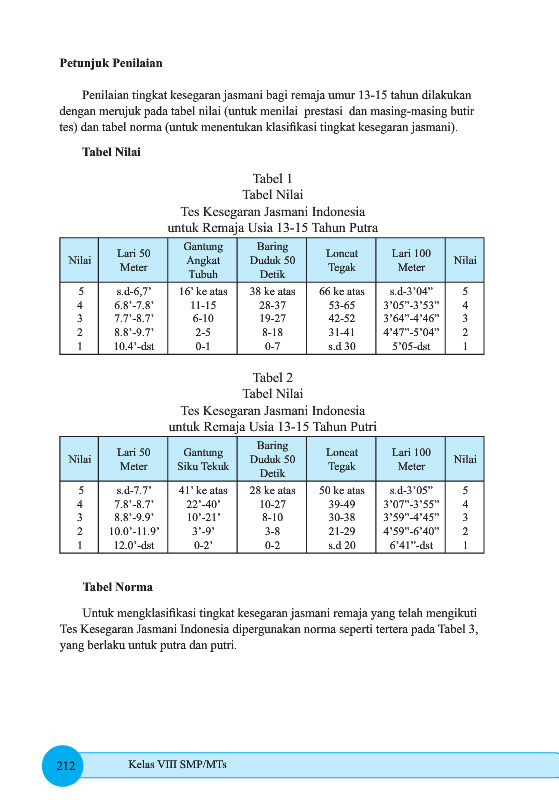 Petunjuk Penilaian
Penilaian tingkat kesegaran jasmani bagi remaja umur 13-15 tahun dilakukan
dengan merujuk pada tabel nilai (untuk menilai prestasi dan masing-masing butir
tes) dan tabel norma (untuk menentukan klasifikasi tingkat kesegaran jasmani).
Tabel Nilai
Tabel 1
Tabel Nilai
Tes Kesegaran Jasmani Indonesia
untuk Remaja Usia 13-15 Tahun Putra
Nilai Lari 50 Meter Gantung Angkat Tubuh Baring Duduk 50 Detik Loncat Tegak Lari 100 Meter Nilai
5 s.d-6,7' 16' ke atas 38 ke atas 66 ke atas s.d-3'04" 5
4 6.8'-7.8' 11-15 28-37 53-65 3'05"-3'53" 4
3 7.7'-8.7' 6-10 19-27 42-52 3'64"-4'46" 3
2 8.8'-9.7' 2-5 8-18 31-41 4'47"-5'04" 2
1 10.4'-dst 0-1 0-7 s.d 30 5'05-dst 1
Tabel 2
Tabel Nilai
Tes Kesegaran Jasmani Indonesia
untuk Remaja Usia 13-15 Tahun Putri
Nilai Lari 50 Meter Gantung Siku Tekuk Baring Duduk 50 Detik Loncat Tegak Lari 100 Meter Nilai
5 s.d-7.7' 41' ke atas 28 ke atas 50 ke atas s.d-3'05" 5
4 7.8'-8.7' 22'-40' 10-27 39-49 3'07"-3'55" 4
3 8.8'-9.9' 10'-21' 8-10 30-38 3'59"-4'45" 3
2 10.0'-11.9' 3'-9' 3-8 21-29 4'59"-6'40" 2
1 12.0'-dst 0-2' 0-2 s.d 20 6'41"-dst 1
Tabel Norma
Untuk mengklasifikasi tingkat kesegaran jasmani remaja yang telah mengikuti
Tes Kesegaran Jasmani Indonesia dipergunakan norma seperti tertera pada Tabel 3,
yang berlaku untuk putra dan putri.
212 Kelas VIII SMP/MTs